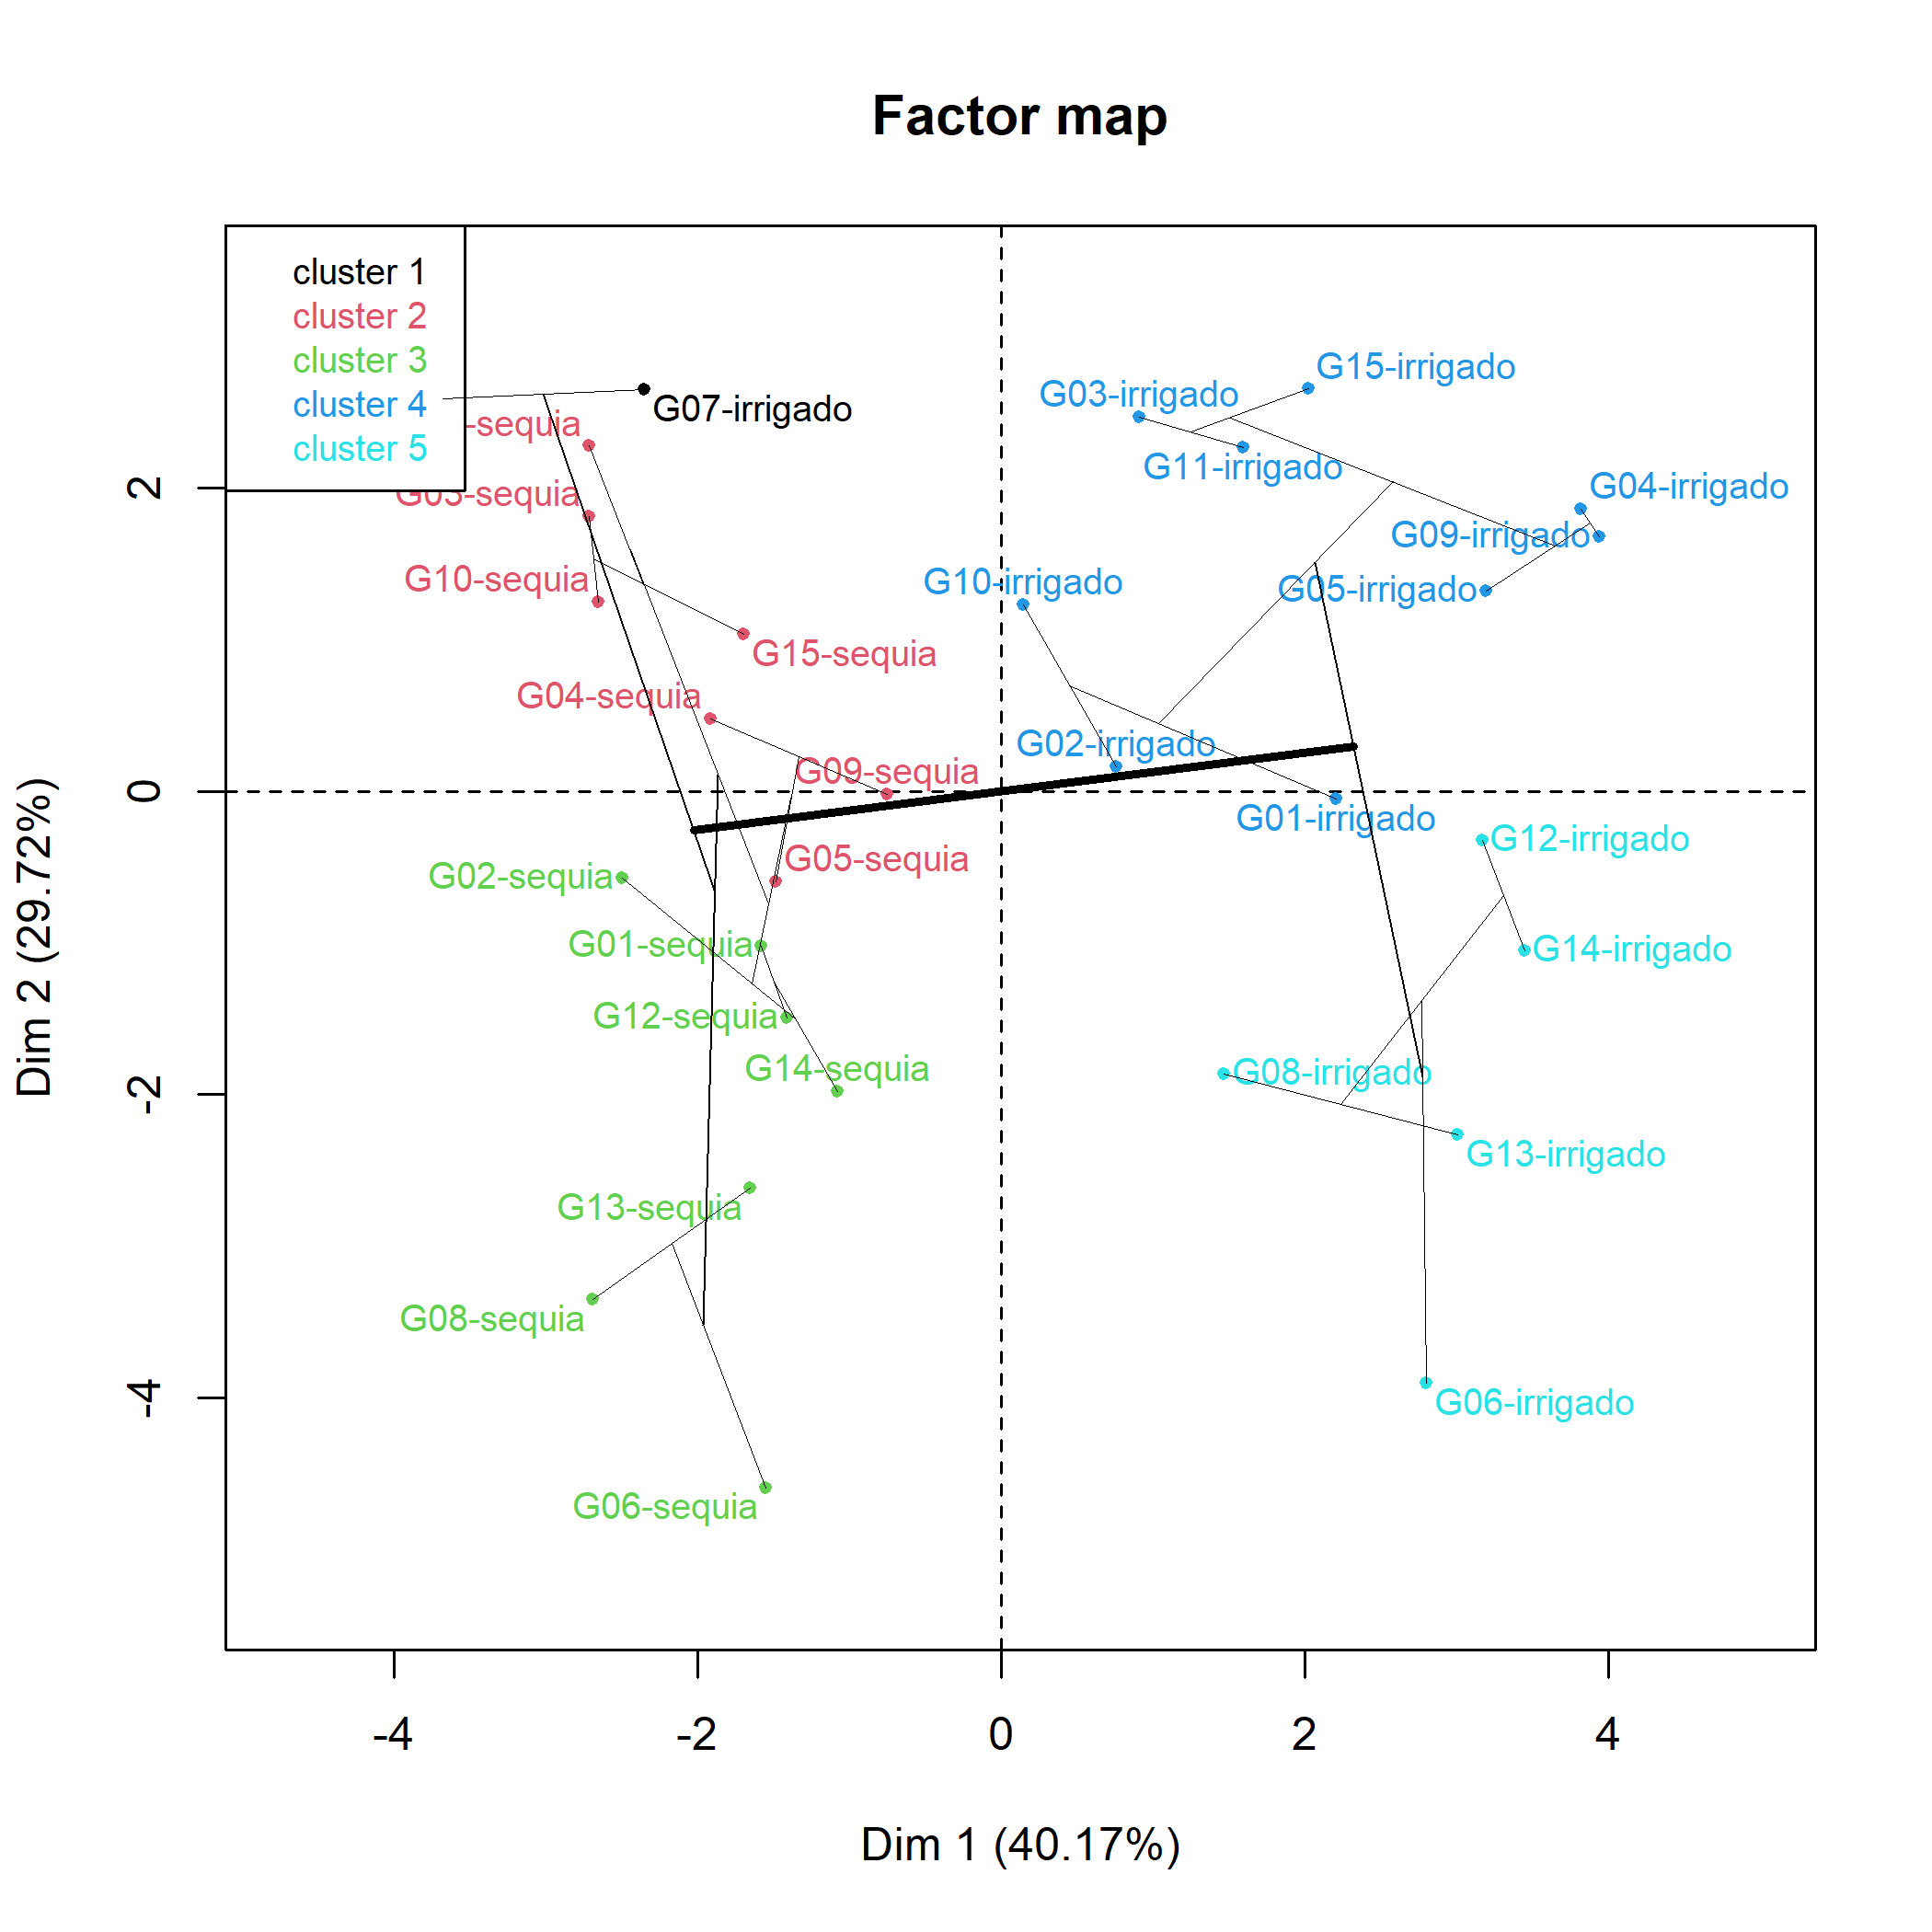 Factor map
cluster 1
cluster 2
cluster 3
cluster 4
cluster 5
G07-irrigado
G15-irrigado
G03-irrigado
-sequia
G11-irrigado
G03-sequia
G04-irrigado
G09-irrigado
G10-sequia
G10-irrigado
G05-irrigado
G15-sequia
G04-sequia
G02-irrigado
G09-sequia
G01-irrigado
G12-irrigado
G05-sequia
G02-sequia
G01-sequia
G14-irrigado
G12-sequia
G14-sequia
G08-irrigado
G13-irrigado
G13-sequia
G08-sequia
G06-irrigado
G06-sequia
2
0
-2
-4
Dim 2 (29.72%)
-4 -2 0 2 4
Dim 1 (40.17%)